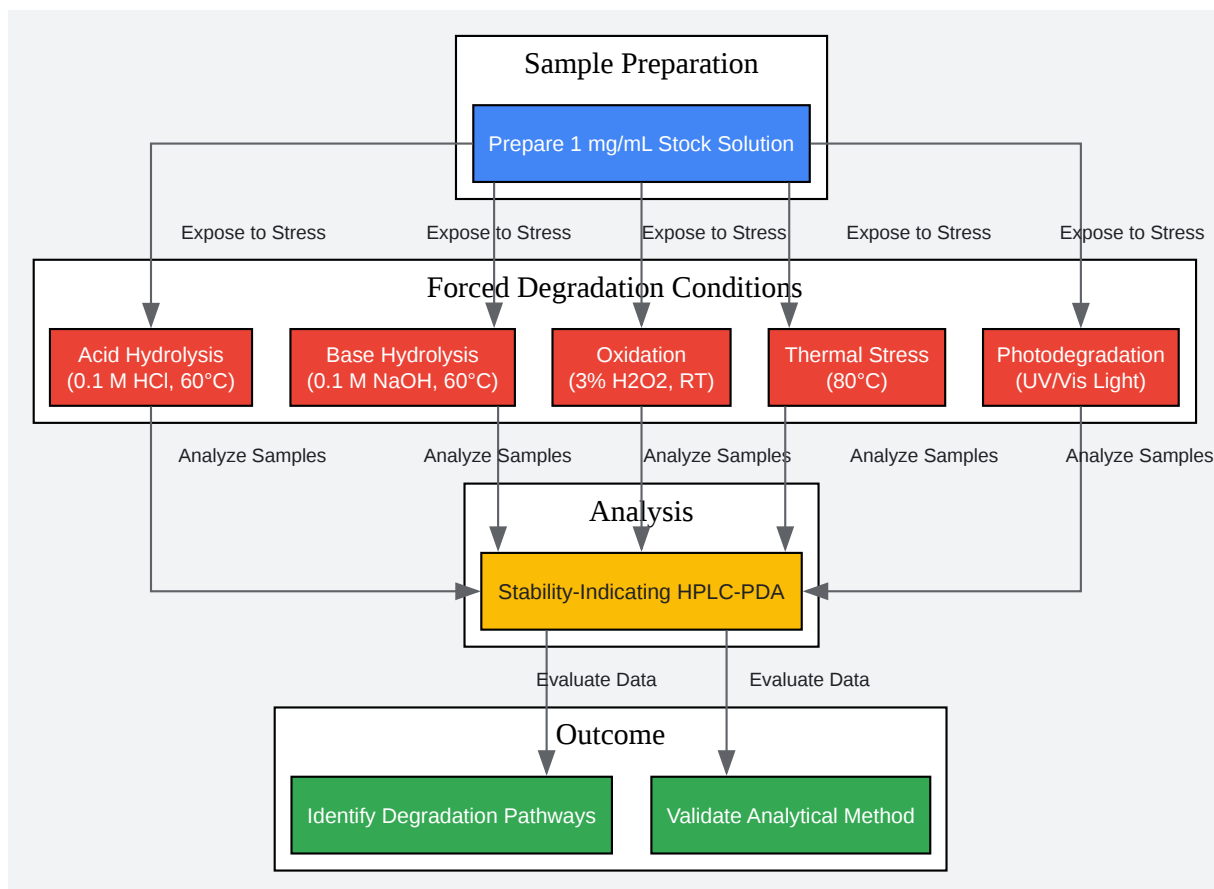 Sample Preparation
Prepare 1 mg/mL Stock Solution
Expose to Stress
Expose to Stress
Expose to Stress
Expose to Stress
Expose to Stress
Forced Degradation Conditions
Acid Hydrolysis
(0.1 M HCl, 60°C)
Base Hydrolysis
(0.1 M NaOH, 60°C)
Oxidation
(3% H2O2, RT)
Thermal Stress
(80°C)
Photodegradation
(UV/Vis Light)
Analyze Samples
Analyze Samples
Analyze Samples
Analyze Samples
Analyze Samples
Analysis
Stability-Indicating HPLC-PDA
Evaluate Data
Evaluate Data
Outcome
Identify Degradation Pathways
Validate Analytical Method